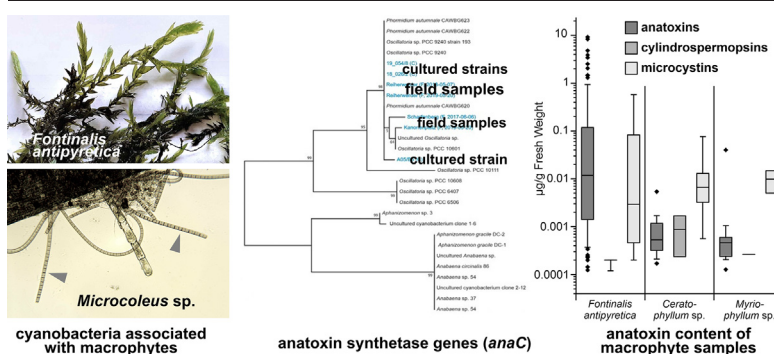 Fontinalis
antipyretica
Microcoleus sp.
cyanobacteria associated
with macrophytes
Phormidium autumnale CAWBG623
Phormidium autumnale CAWBG622
Oscillatoria sp. PCC 9240 strain 193
Oscillatoria sp. PCC 9240
cultured strains
field samples
Phormidium autumnale CAWBG620
field samples
Uncultured Oscillatoria sp.
Oscillatoria sp. PCC 10601
cultured strain
Oscillatoria sp. PCC 10111
Oscillatoria sp. PCC 10608
Oscillatoria sp. PCC 6407
Oscillatoria sp. PCC 6506
Aphanizomenon sp. 3
Uncultured cyanobacterium clone 1-6
Aphanizomenon gracile DC-2
Aphanizomenon gracile DC-1
Uncultured Anabaena sp.
Anabaena circinalis 86
Anabaena sp. 54
Uncultured cyanobacterium clone 2-12
Anabaena sp. 37
Anabaena sp. 54
anatoxin synthetase genes (anaC)
anatoxins
cylindrospermopsins
microcystins
µg/g Fresh Weight
10
1
0.1
0.01
0.001
0.0001
Fontinalis
antipyretica
Cerato-
phyllum sp.
Myrio-
phyllum sp.
anatoxin content of
macrophyte samples